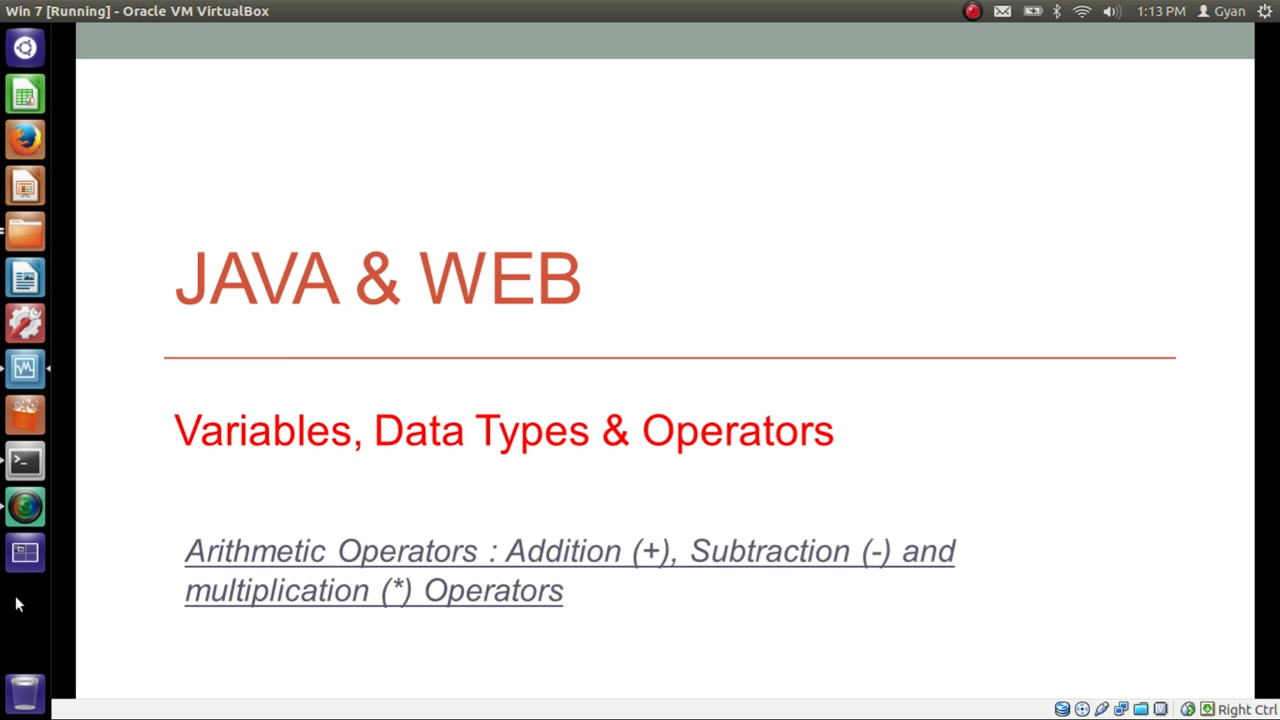 Win 7 [Running] - Oracle VM VirtualBox
1:13 PM
Gyan
JAVA & WEB
Variables, Data Types & Operators
Arithmetic Operators : Addition (+), Subtraction (-) and
multiplication (*) Operators
Right Ctrl